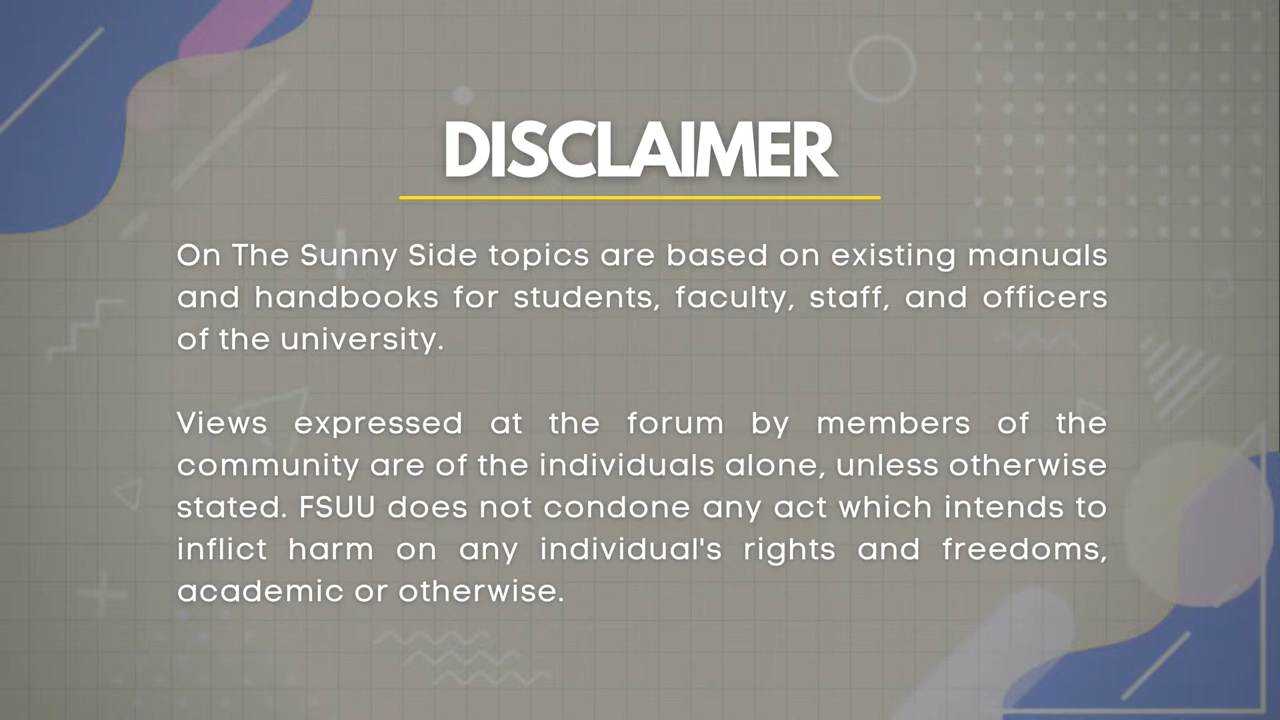 DISCLAIMER
On The Sunny Side topics are based on existing manuals
and handbooks for students, faculty, staff, and officers
of the university.
Views expressed at the forum by members of the
community are of the individuals alone, unless otherwise
stated. FSUU does not condone any act which intends to
inflict harm on any individual's rights and freedoms,
academic or otherwise.